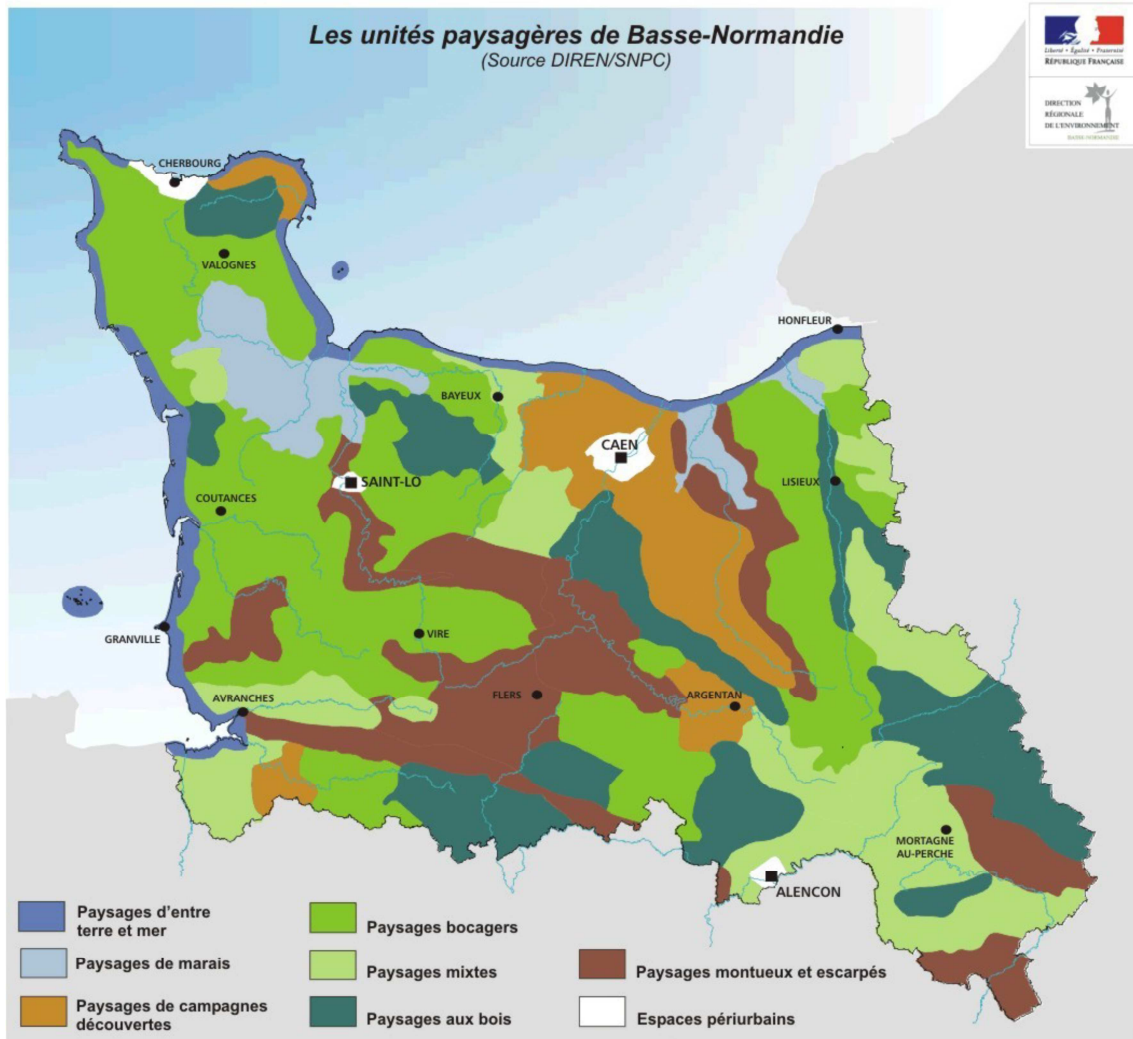 Les unités paysagères de Basse-Normandie
(Source DIREN/SNPC)
Liberté • Égalité • Fraternité
RÉPUBLIQUE FRANÇAISE
DIRECTION
RÉGIONALE
DE L'ENVIRONNEMENT
BASSE-NORMANDIE
CHERBOURG
VALOGNES
HONFLEUR
BAYEUX
CAEN
SAINT-LO
LISIEUX
COUTANCES
GRANVILLE
VIRE
AVRANCHES
FLERS
ARGENTAN
MORTAGNE
AU-PERCHE
ALENCON
Paysages d'entre
terre et mer
Paysages de marais
Paysages de campagnes
découvertes
Paysages bocagers
Paysages mixtes
Paysages aux bois
Paysages montueux et escarpés
Espaces périurbains